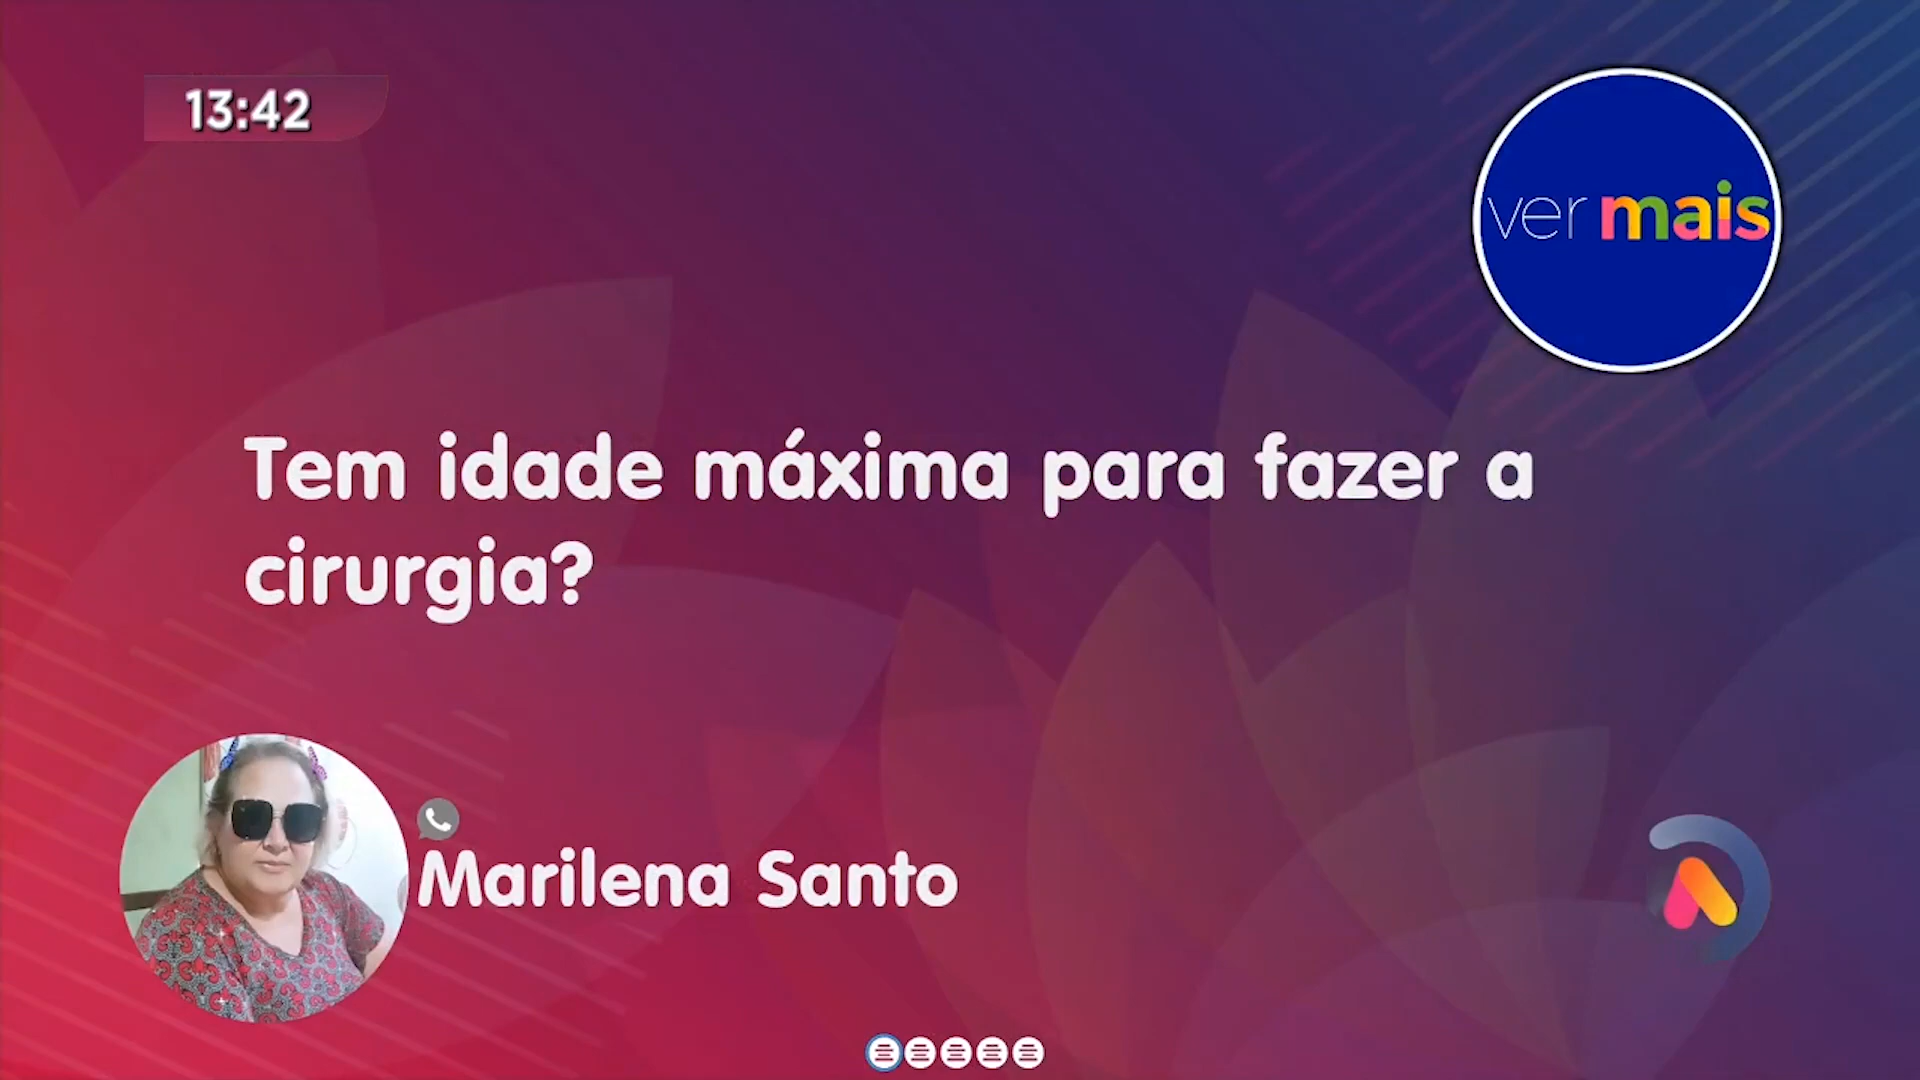 13:42
ver mais
Tem idade máxima para fazer a
cirurgia?
Marilena Santo